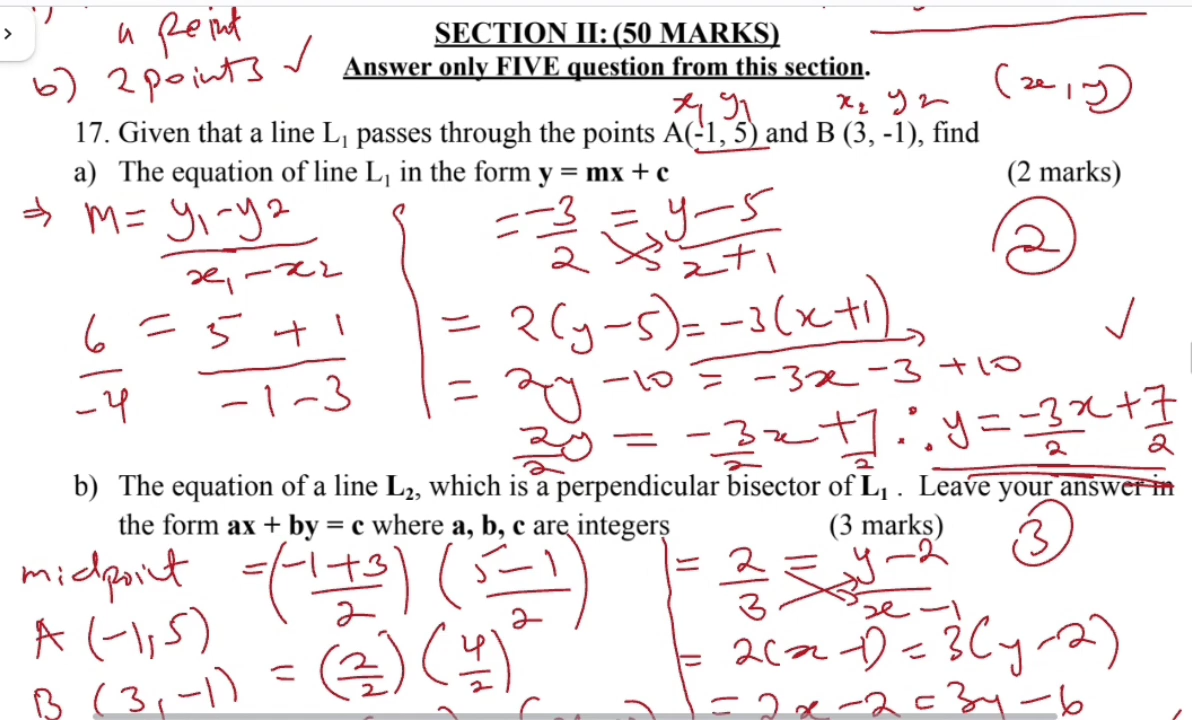 a point
b) 2 points ✓
SECTION II: (50 MARKS)
Answer only FIVE question from this section.
(x, y)
x₁ y₁ x₂ y₂
17. Given that a line L₁ passes through the points A(-1, 5) and B (3, -1), find
a) The equation of line L₁ in the form y = mx + c (2 marks)
⇒ M = (y₁ - y₂)/(x₁ - x₂)
6/-4 = (5 + 1)/(-1 - 3)
= -3/2 = (y - 5)/(x + 1)
②
= 2(y - 5) = -3(x + 1) ✓
= 2y - 10 = -3x - 3 + 10
2y/2 = -3x/2 + 7/2 ∴ y = -3x/2 + 7/2
b) The equation of a line L₂, which is a perpendicular bisector of L₁ . Leave your answer in
the form ax + by = c where a, b, c are integers (3 marks)
③
midpoint = ((-1 + 3)/2) ((5 - 1)/2)
A (-1, 5)
B (3, -1) = (2/2) (4/2)
= 2/3 = (y - 2)/(x - 1)
= 2(x - 1) = 3(y - 2)
= 2x - 2 = 3y - 6